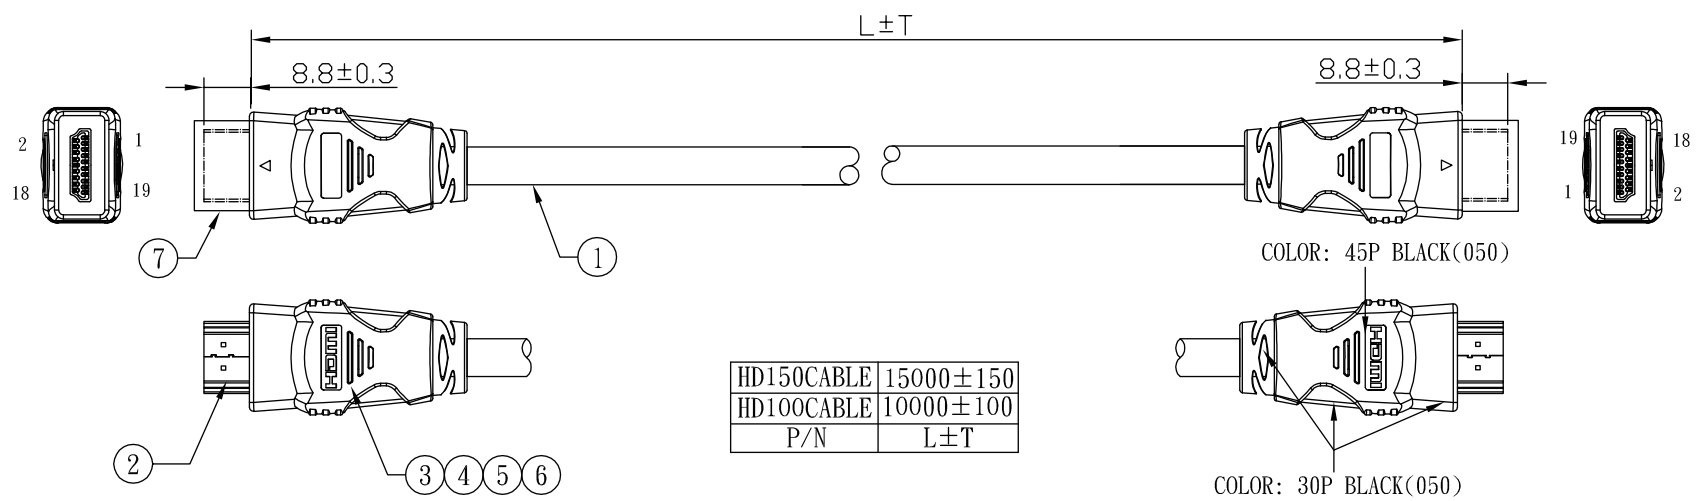 L±T
8.8±0.3
8.8±0.3
2
1
18
19
19
18
1
2
7
1
COLOR: 45P BLACK(050)
HDMI
HDMI
HD150CABLE 15000±150
HD100CABLE 10000±100
P/N L±T
2
3 4 5 6
COLOR: 30P BLACK(050)